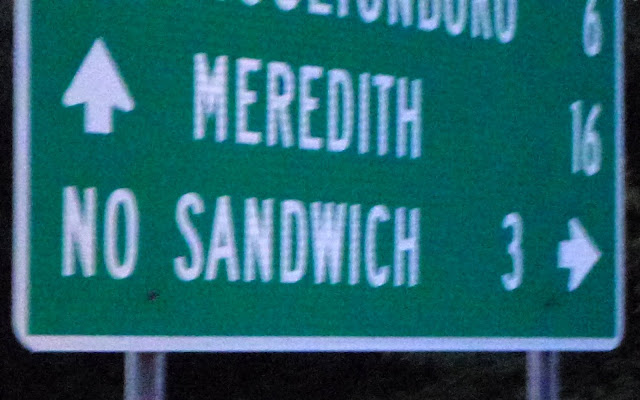 6
MEREDITH 16
NO SANDWICH 3